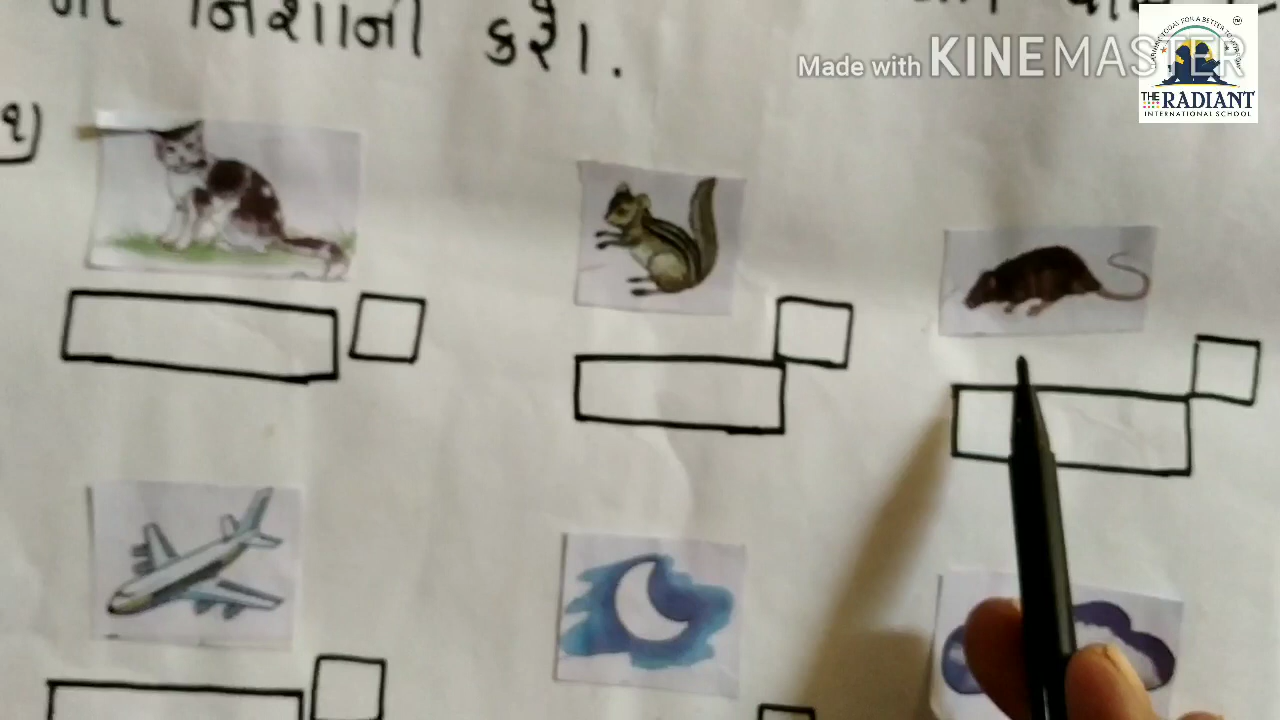 નિશાની કરો.
Made with KINEMASTER
THE RADIANT
INTERNATIONAL SCHOOL
૧)